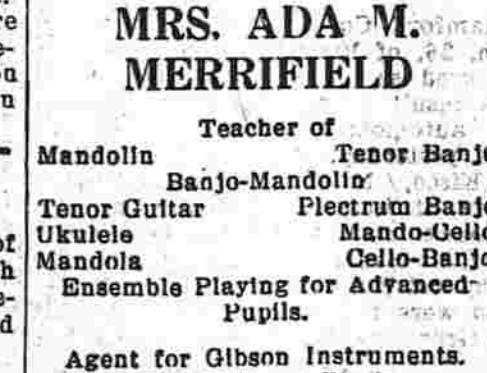 MRS. ADA M.
MERRIFIELD
Teacher of
Mandolin Tenor Banjo
Banjo-Mandolin
Tenor Guitar Plectrum Banjo
Ukulele Mando-Cello
Mandola Cello-Banjo
Ensemble Playing for Advanced
Pupils.
Agent for Gibson Instruments.